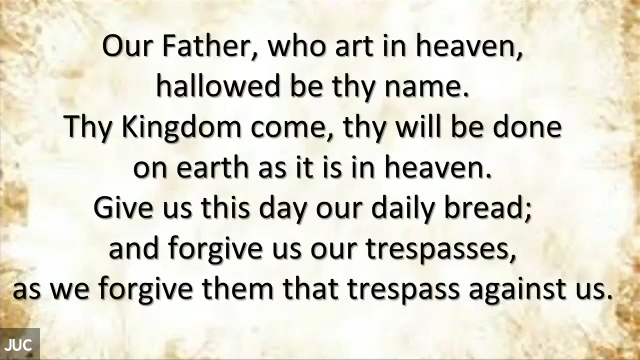 Our Father, who art in heaven,
hallowed be thy name.
Thy Kingdom come, thy will be done
on earth as it is in heaven.
Give us this day our daily bread;
and forgive us our trespasses,
as we forgive them that trespass against us.
JUC